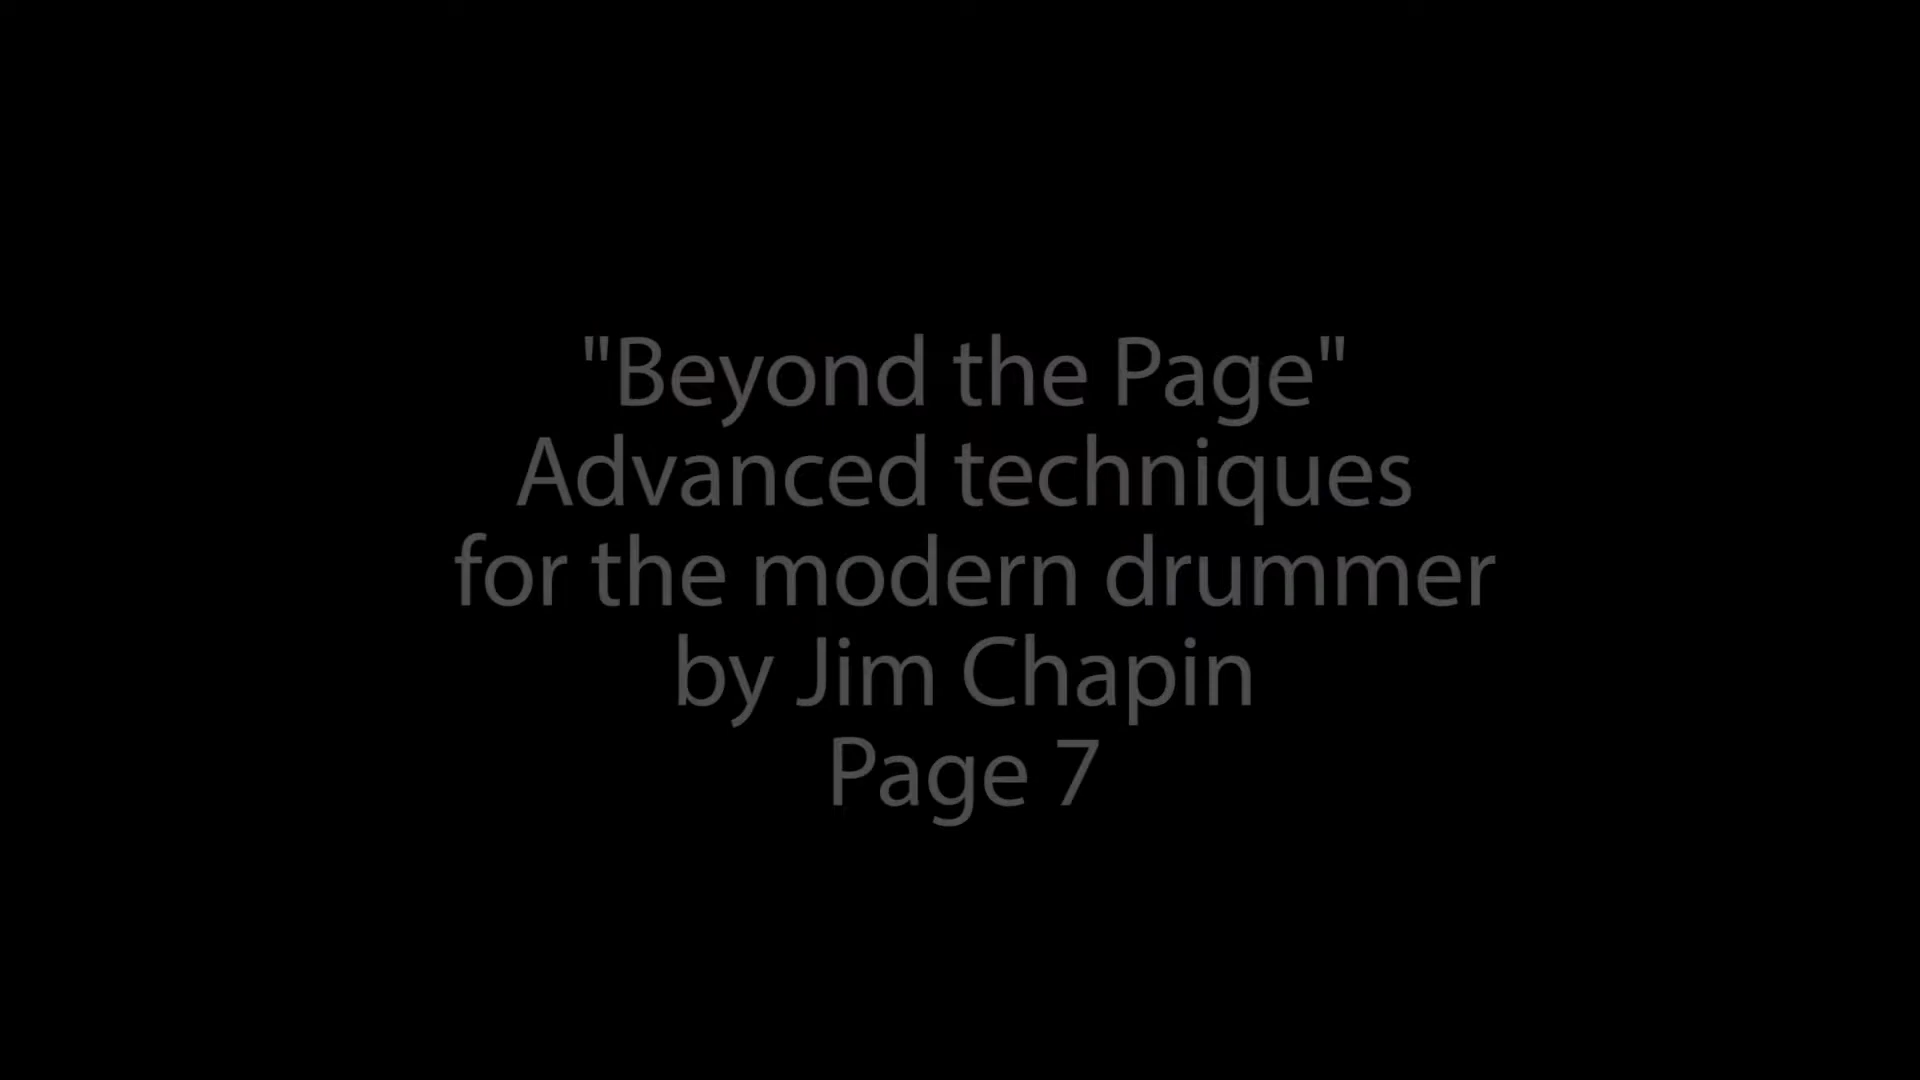 "Beyond the Page"
Advanced techniques
for the modern drummer
by Jim Chapin
Page 7